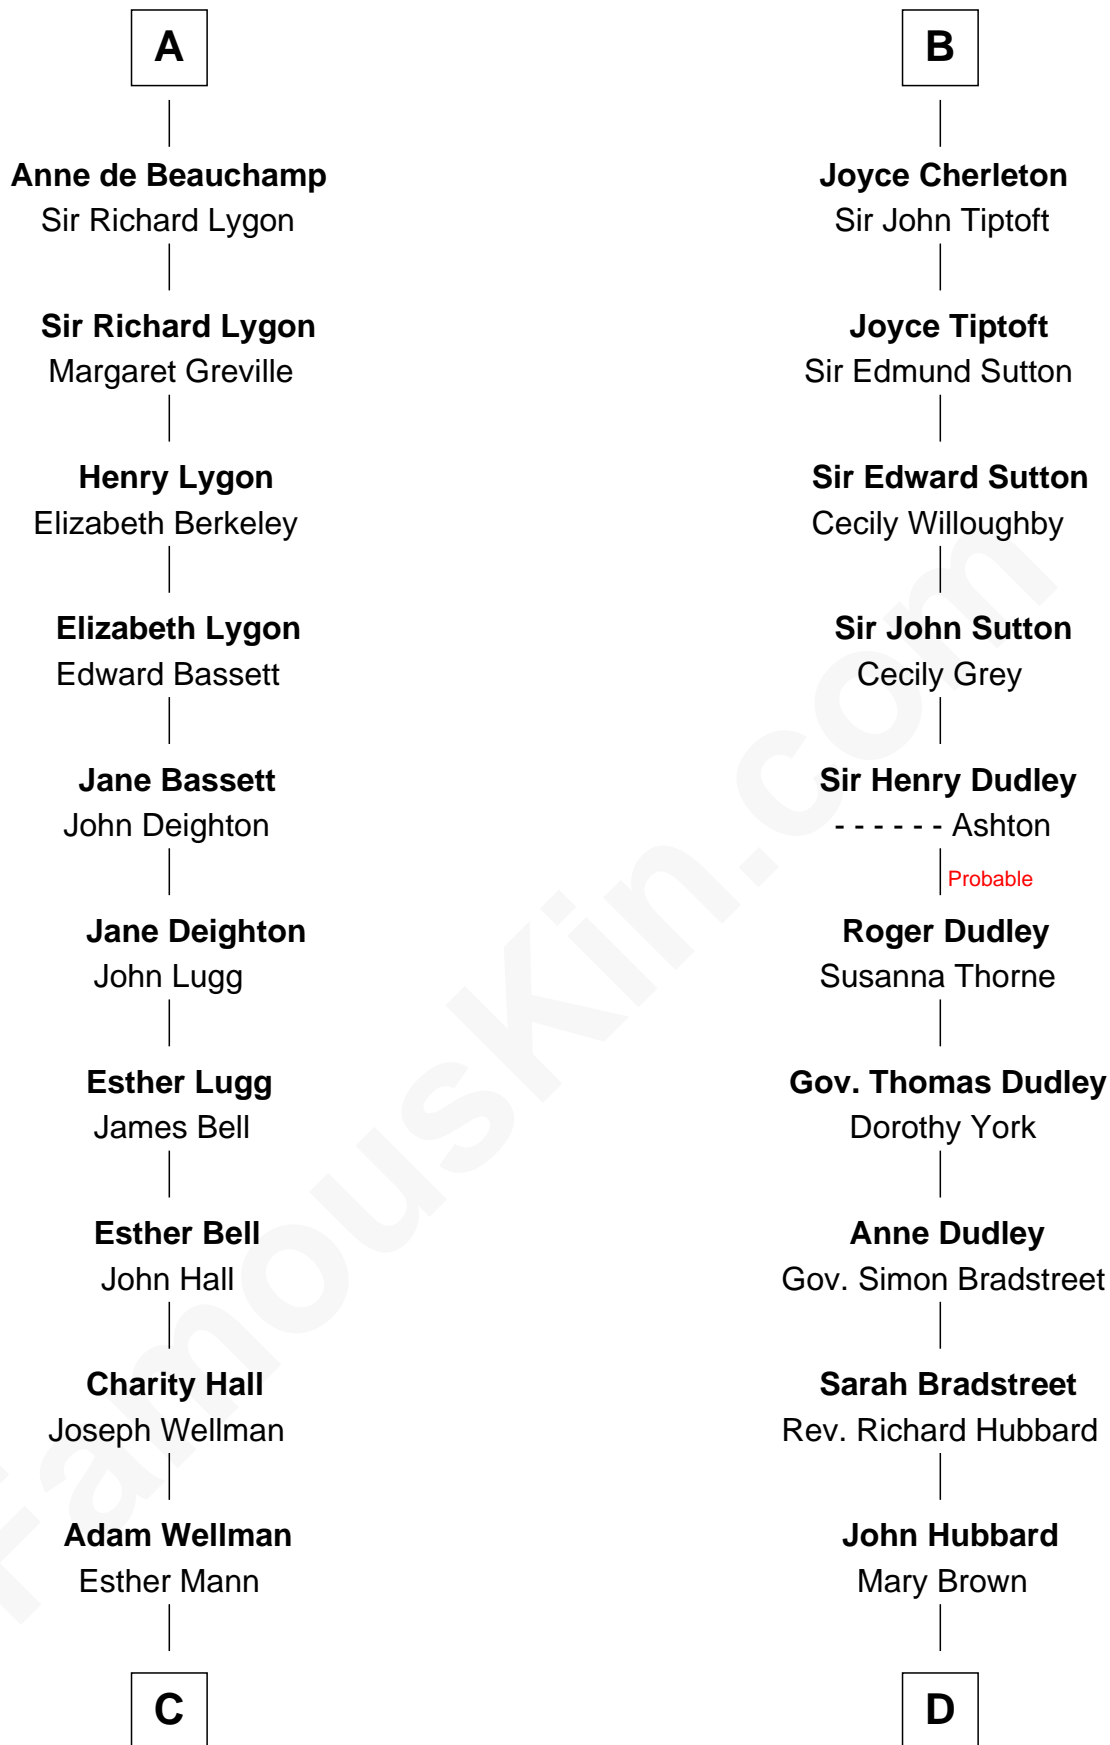 A
Anne de Beauchamp
Sir Richard Lygon
Sir Richard Lygon
Margaret Greville
Henry Lygon
Elizabeth Berkeley
Elizabeth Lygon
Edward Bassett
Jane Bassett
John Deighton
Jane Deighton
John Lugg
Esther Lugg
James Bell
Esther Bell
John Hall
Charity Hall
Joseph Wellman
Adam Wellman
Esther Mann
C
B
Joyce Cherleton
Sir John Tiptoft
Joyce Tiptoft
Sir Edmund Sutton
Sir Edward Sutton
Cecily Willoughby
Sir John Sutton
Cecily Grey
Sir Henry Dudley
- - - - - - Ashton
Probable
Roger Dudley
Susanna Thorne
Gov. Thomas Dudley
Dorothy York
Anne Dudley
Gov. Simon Bradstreet
Sarah Bradstreet
Rev. Richard Hubbard
John Hubbard
Mary Brown
D
FamousKin.com